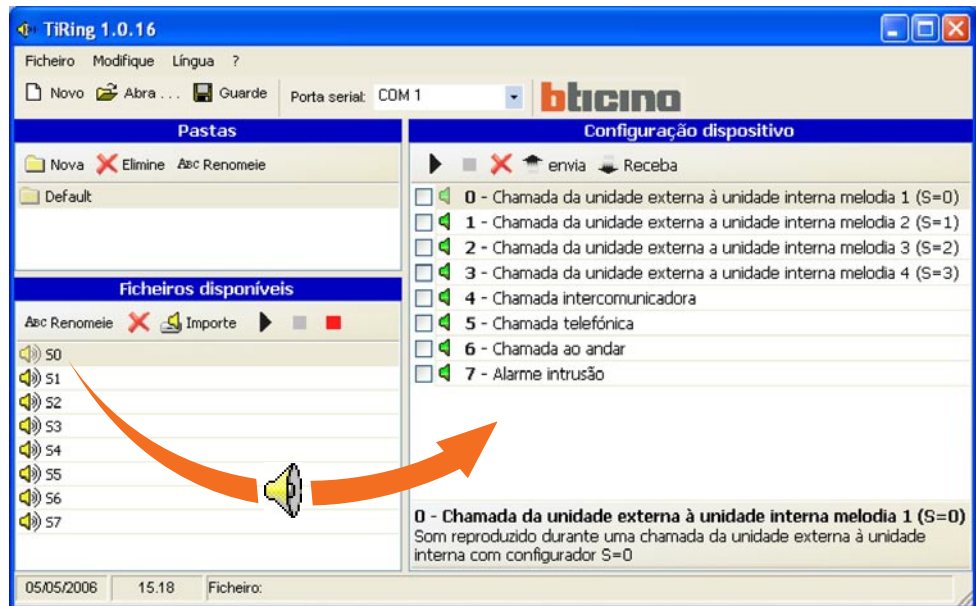 TiRing 1.0.16
Ficheiro Modifique Língua ?
Novo Abra . . . Guarde Porta serial: COM 1 bticino
Pastas
Nova Elimine ABC Renomeie
Default
Ficheiros disponíveis
ABC Renomeie Importe
S0
S1
S2
S3
S4
S5
S6
S7
Configuração dispositivo
envia Receba
0 - Chamada da unidade externa à unidade interna melodia 1 (S=0)
1 - Chamada da unidade externa a unidade interna melodia 2 (S=1)
2 - Chamada da unidade externa a unidade interna melodia 3 (S=2)
3 - Chamada da unidade externa a unidade interna melodia 4 (S=3)
4 - Chamada intercomunicadora
5 - Chamada telefónica
6 - Chamada ao andar
7 - Alarme intrusão
0 - Chamada da unidade externa à unidade interna melodia 1 (S=0)
Som reproduzido durante uma chamada da unidade externa à unidade
interna com configurador S=0
05/05/2006 15.18 Ficheiro: